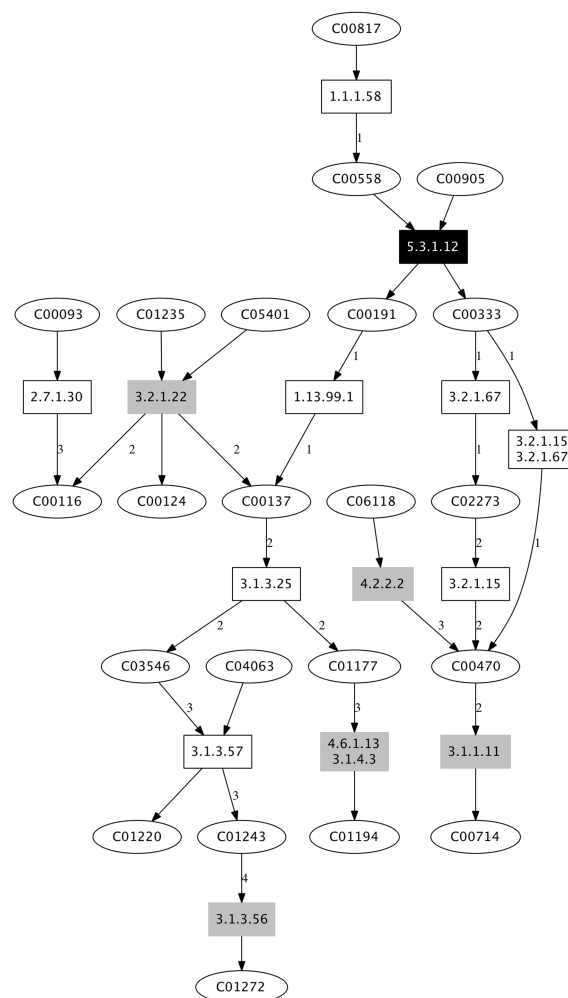 C00817
1.1.1.58
1
C00558
C00905
5.3.1.12
C00093
C01235
C05401
C00191
C00333
1
1
1
2.7.1.30
3.2.1.22
1.13.99.1
3.2.1.67
3.2.1.15
3.2.1.67
3
2
2
1
1
1
C00116
C00124
C00137
C06118
C02273
2
2
3.1.3.25
4.2.2.2
3.2.1.15
2
2
3
2
C03546
C04063
C01177
C00470
3
3
2
3.1.3.57
4.6.1.13
3.1.4.3
3.1.1.11
3
C01220
C01243
C01194
C00714
4
3.1.3.56
C01272